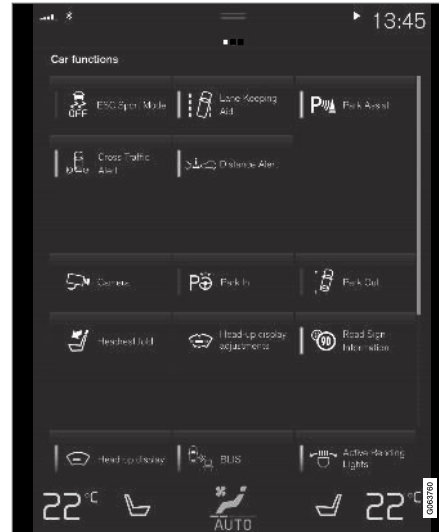 13:45
Car functions
OFF
ESC Sport Mode
Lane Keeping
Aid
P
Park Assist
Cross Traffic
Alert
Distance Alert
Camera
P
Park In
Park Out
Headrest fold
Head-up display
adjustments
90
Road Sign
Information
Head-up display
BLIS
Active Bending
Lights
22°C
AUTO
22°C
G063760